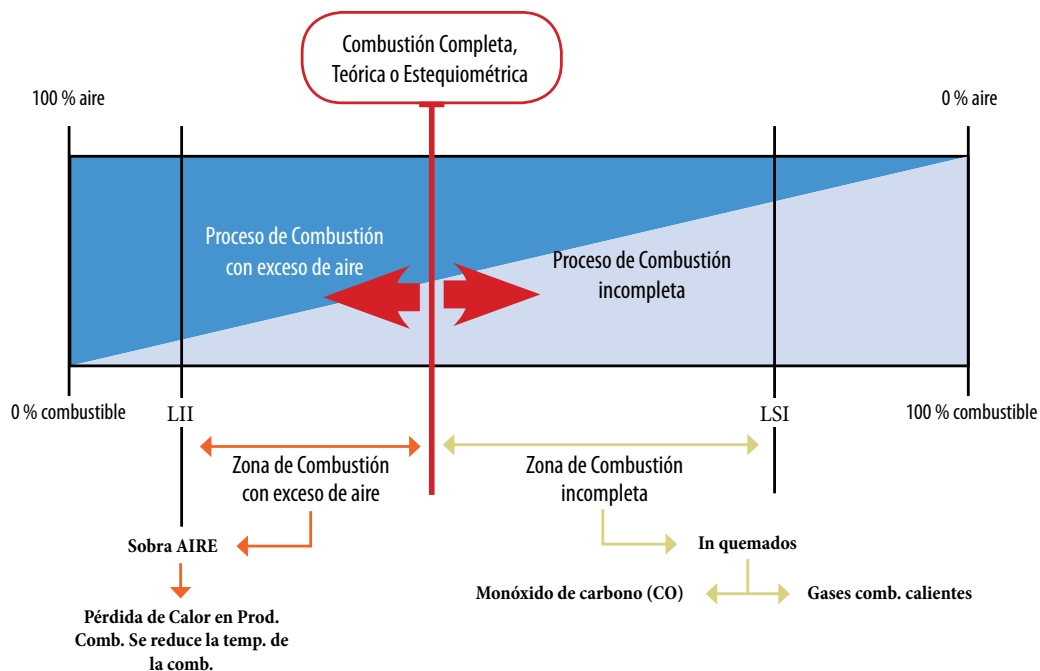 Combustión Completa,
Teórica o Estequiométrica
100 % aire
0 % aire
Proceso de Combustión
con exceso de aire
Proceso de Combustión
incompleta
0 % combustible
LII
LSI
100 % combustible
Zona de Combustión
con exceso de aire
Zona de Combustión
incompleta
Sobra AIRE
In quemados
Monóxido de carbono (CO)
Gases comb. calientes
Pérdida de Calor en Prod.
Comb. Se reduce la temp. de
la comb.